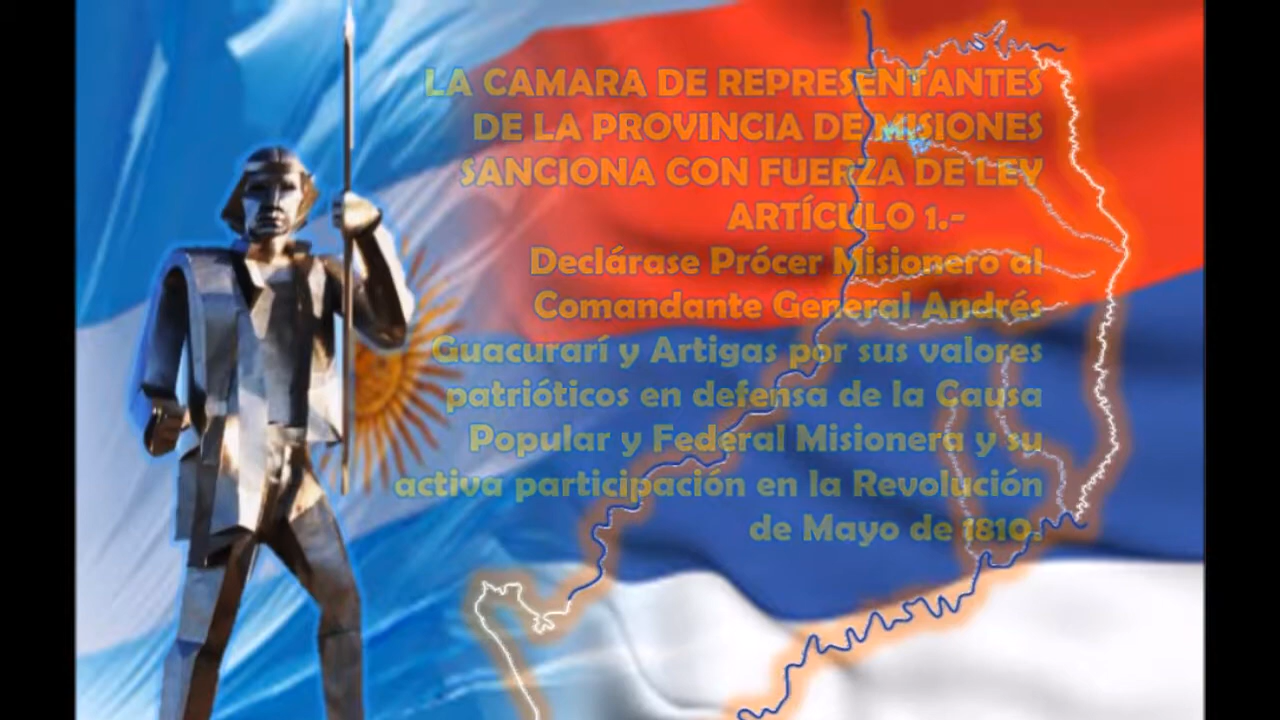 LA CAMARA DE REPRESENTANTES
DE LA PROVINCIA DE MISIONES
SANCIONA CON FUERZA DE LEY
ARTÍCULO 1.-
Declárase Prócer Misionero al
Comandante General Andrés
Guacurarí y Artigas por sus valores
patrióticos en defensa de la Causa
Popular y Federal Misionera y su
activa participación en la Revolución
de Mayo de 1810.